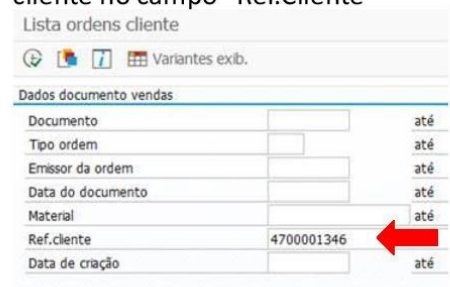 cliente no campo "Ref.Cliente"
Lista ordens cliente
Variantes exib.
Dados documento vendas
Documento até
Tipo ordem até
Emissor da ordem até
Data do documento até
Material até
Ref.cliente 4700001346
Data de criação até